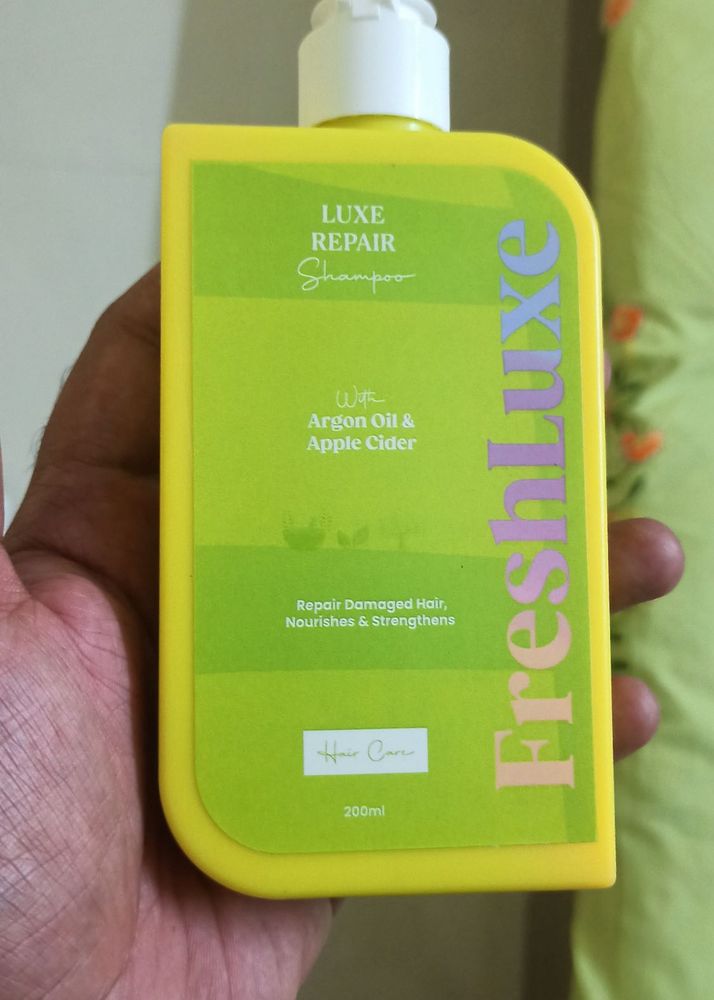 LUXE
REPAIR
Shampoo
With
Argon Oil &
Apple Cider
Repair Damaged Hair,
Nourishes & Strengthens
Hair Care
200ml
FreshLuxe